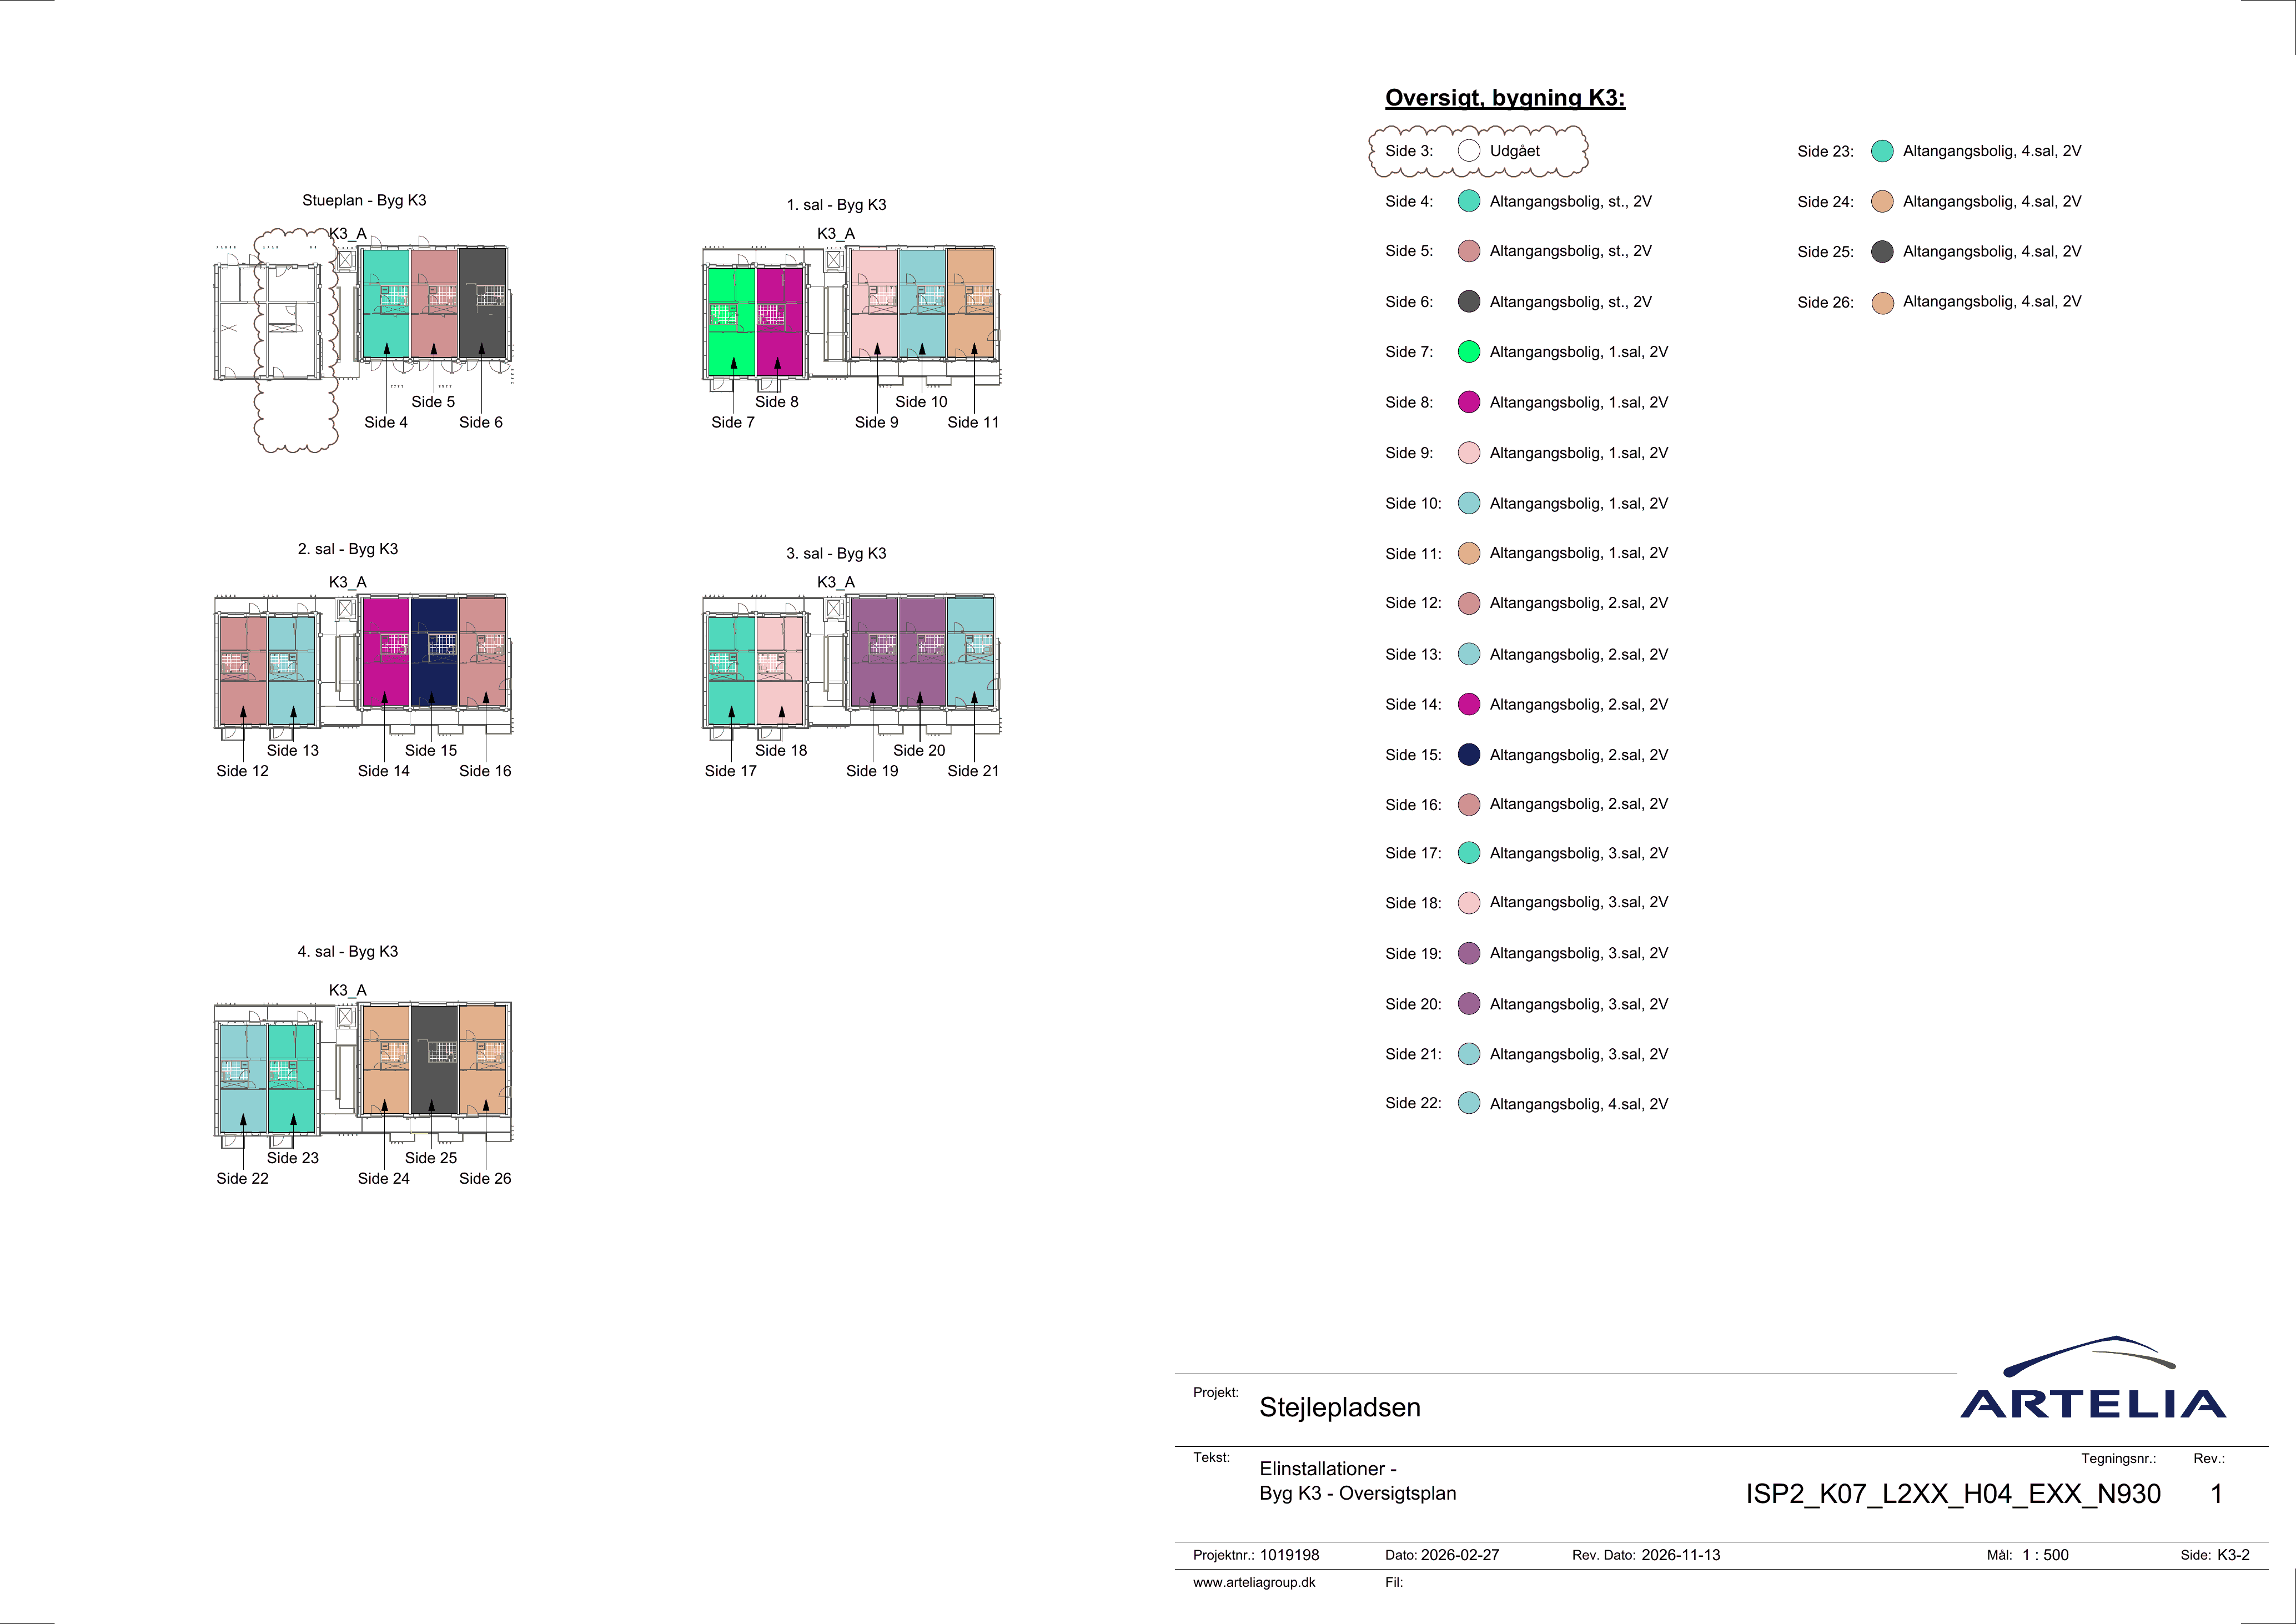 Oversigt, bygning K3:
Side 3: Udgået
Side 4: Altangangsbolig, st., 2V
Side 5: Altangangsbolig, st., 2V
Side 6: Altangangsbolig, st., 2V
Side 7: Altangangsbolig, 1.sal, 2V
Side 8: Altangangsbolig, 1.sal, 2V
Side 9: Altangangsbolig, 1.sal, 2V
Side 10: Altangangsbolig, 1.sal, 2V
Side 11: Altangangsbolig, 1.sal, 2V
Side 12: Altangangsbolig, 2.sal, 2V
Side 13: Altangangsbolig, 2.sal, 2V
Side 14: Altangangsbolig, 2.sal, 2V
Side 15: Altangangsbolig, 2.sal, 2V
Side 16: Altangangsbolig, 2.sal, 2V
Side 17: Altangangsbolig, 3.sal, 2V
Side 18: Altangangsbolig, 3.sal, 2V
Side 19: Altangangsbolig, 3.sal, 2V
Side 20: Altangangsbolig, 3.sal, 2V
Side 21: Altangangsbolig, 3.sal, 2V
Side 22: Altangangsbolig, 4.sal, 2V
Side 23: Altangangsbolig, 4.sal, 2V
Side 24: Altangangsbolig, 4.sal, 2V
Side 25: Altangangsbolig, 4.sal, 2V
Side 26: Altangangsbolig, 4.sal, 2V
Stueplan - Byg K3
K3_A
Side 5
Side 4 Side 6
1. sal - Byg K3
K3_A
Side 8 Side 10
Side 7 Side 9 Side 11
2. sal - Byg K3
K3_A
Side 13 Side 15
Side 12 Side 14 Side 16
3. sal - Byg K3
K3_A
Side 18 Side 20
Side 17 Side 19 Side 21
4. sal - Byg K3
K3_A
Side 23 Side 25
Side 22 Side 24 Side 26
ARTELIA
Projekt: Stejlepladsen
Tekst: Elinstallationer -
Byg K3 - Oversigtsplan
Tegningsnr.: Rev.:
ISP2_K07_L2XX_H04_EXX_N930 1
Projektnr.: 1019198 Dato: 2026-02-27 Rev. Dato: 2026-11-13 Mål: 1 : 500 Side: K3-2
www.arteliagroup.dk Fil: